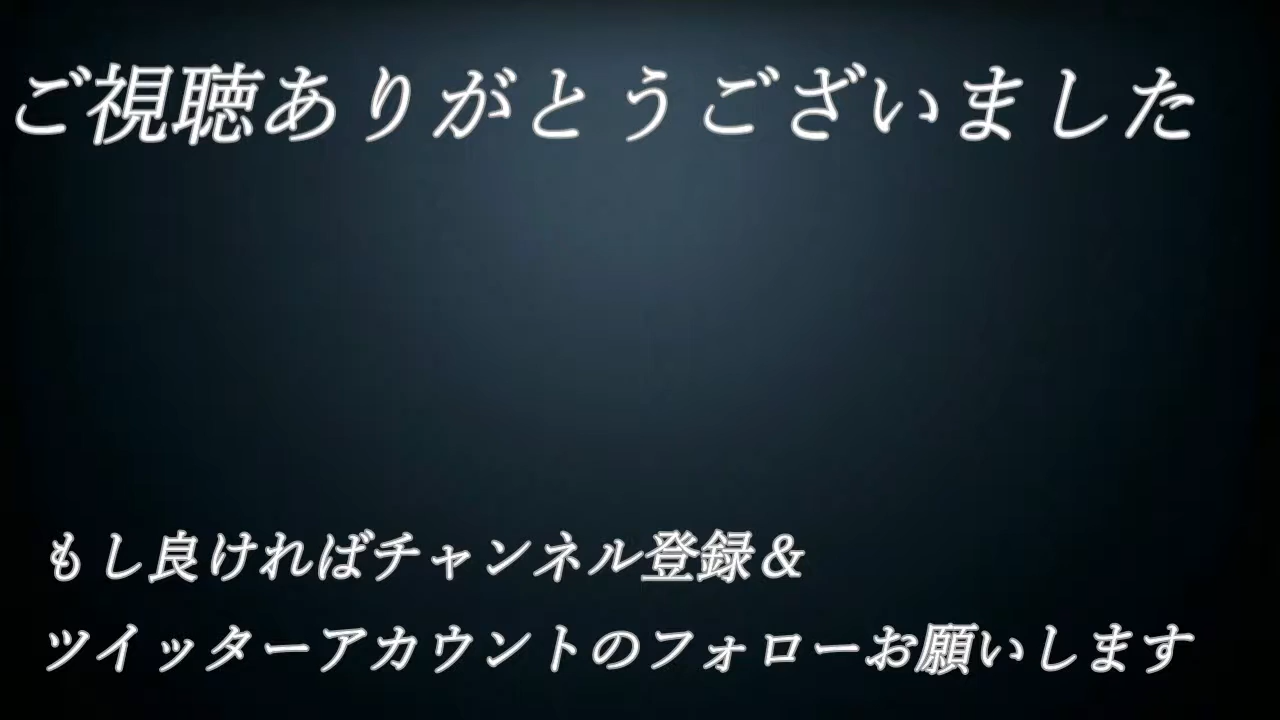 ご視聴ありがとうございました
もし良ければチャンネル登録＆
ツイッターアカウントのフォローお願いします